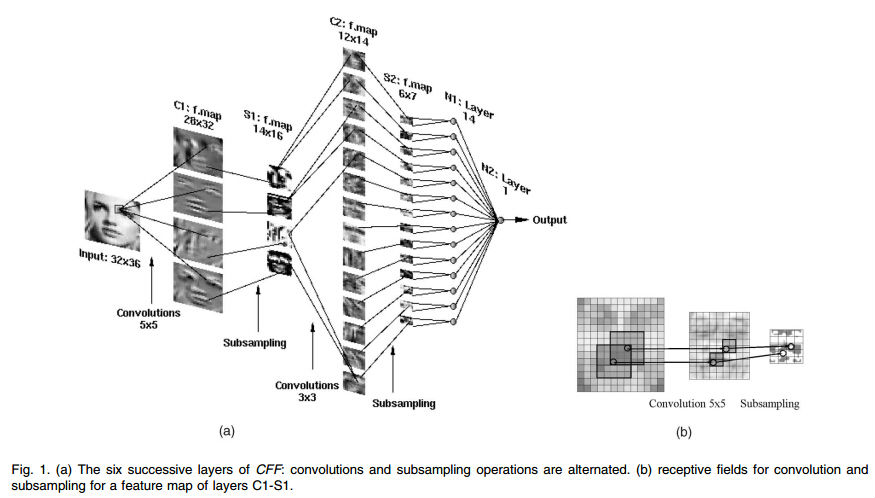 C2: f.map
12x14
S2: f.map
6x7
N1: Layer
14
C1: f.map
28x32
S1: f.map
14x16
N2: Layer
1
Output
Input: 32x36
Convolutions
5x5
Subsampling
Convolutions
3x3
Subsampling
(a)
Convolution 5x5 Subsampling
(b)
Fig. 1. (a) The six successive layers of CFF: convolutions and subsampling operations are alternated. (b) receptive fields for convolution and
subsampling for a feature map of layers C1-S1.